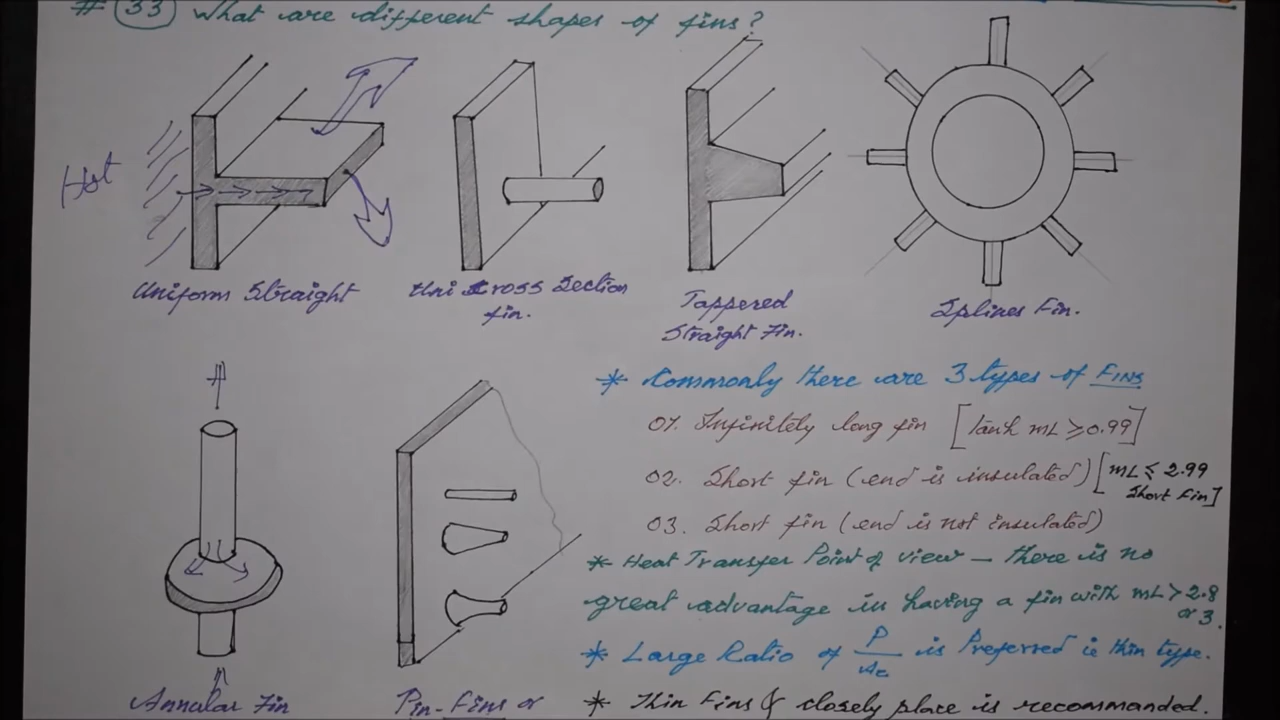 # 33 What are different shapes of fins?
Hot
Uniform Straight
Uni Cross Section
fin.
Tappered
Straight Fin.
Splines Fin.
Annular Fin
Pin-Fins or
* Commonly there are 3 types of FINS
01. Infinitely long fin [tanh mL ≥ 0.99]
02. Short fin (end is insulated) [mL ≤ 2.99
Short Fin]
03. Short fin (end is not insulated)
* Heat Transfer Point of view - there is no
great advantage in having a fin with mL > 2.8
or 3.
* Large Ratio of P/Ac is Preferred ie thin type.
* Thin Fins & closely place is recommanded.